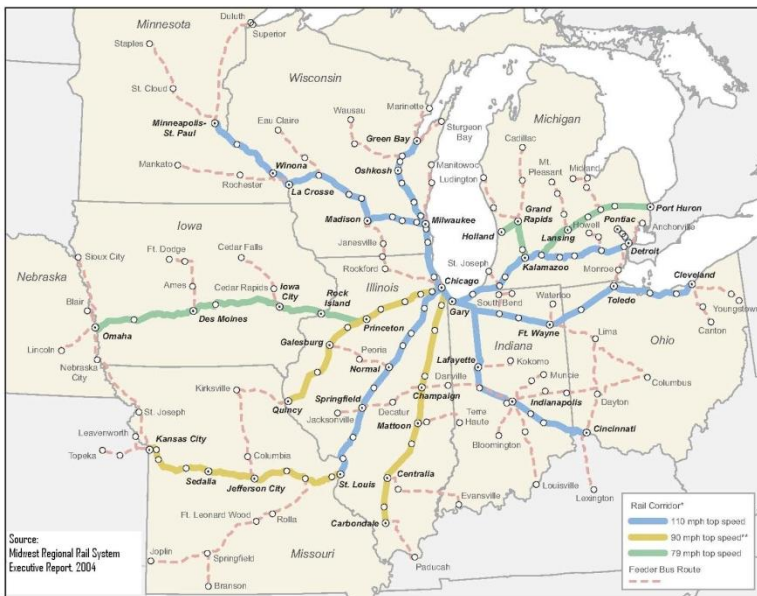 Minnesota
Duluth
Superior
Staples
St. Cloud
Minneapolis-
St. Paul
Mankato
Rochester
Winona
La Crosse
Eau Claire
Wisconsin
Wausau
Marinette
Green Bay
Sturgeon
Bay
Oshkosh
Manitowoc
Ludington
Madison
Milwaukee
Janesville
Rockford
Michigan
Cadillac
Mt.
Pleasant
Midland
Grand
Rapids
Holland
Lansing
Howell
Pontiac
Port Huron
Anchorville
Detroit
Kalamazoo
St. Joseph
Monroe
Iowa
Sioux City
Ft. Dodge
Cedar Falls
Ames
Cedar Rapids
Iowa
City
Rock
Island
Des Moines
Nebraska
Blair
Omaha
Lincoln
Nebraska
City
Illinois
Chicago
Gary
Princeton
Galesburg
Peoria
Normal
Quincy
Springfield
Jacksonville
Decatur
Danville
Champaign
Mattoon
Centralia
Carbondale
South Bend
Waterloo
Ft. Wayne
Toledo
Cleveland
Youngstown
Canton
Ohio
Lima
Columbus
Dayton
Cincinnati
Indiana
Lafayette
Kokomo
Muncie
Indianapolis
Terre
Haute
Bloomington
Evansville
Louisville
Lexington
Paducah
Kirksville
St. Joseph
Leavenworth
Kansas City
Topeka
Columbia
Sedalia
Jefferson City
St. Louis
Ft. Leonard Wood
Rolla
Joplin
Springfield
Missouri
Branson
Source:
Midrest Regional Rail System
Executive Report, 2004
Rail Corridor*
110 mph top speed
90 mph top speed**
79 mph top speed
Feeder Bus Route